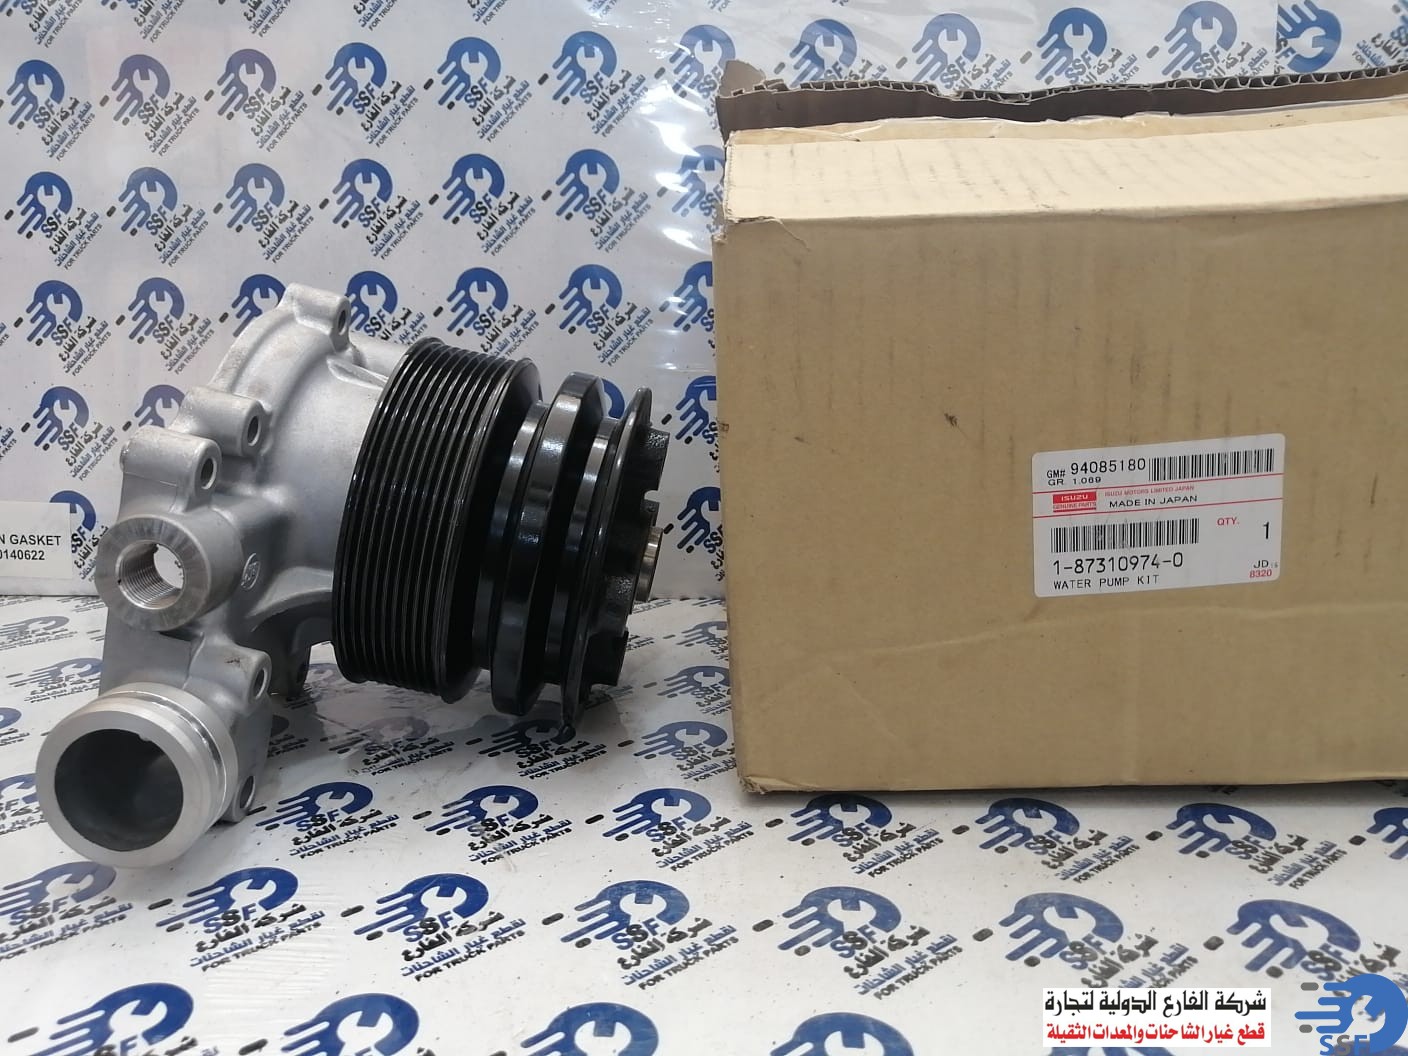 SSF
شركة الفارع
لقطع غيار الشاحنات
FOR TRUCK PARTS
N GASKET
0140622
GM# 94085180
GR. 1.069
ISUZU
GENUINE PARTS
ISUZU MOTORS LIMITED JAPAN
MADE IN JAPAN
QTY.
1
1-87310974-0
WATER PUMP KIT
JD
8320
شركة الفارع الدولية لتجارة
قطع غيار الشاحنات والمعدات الثقيلة
SSF